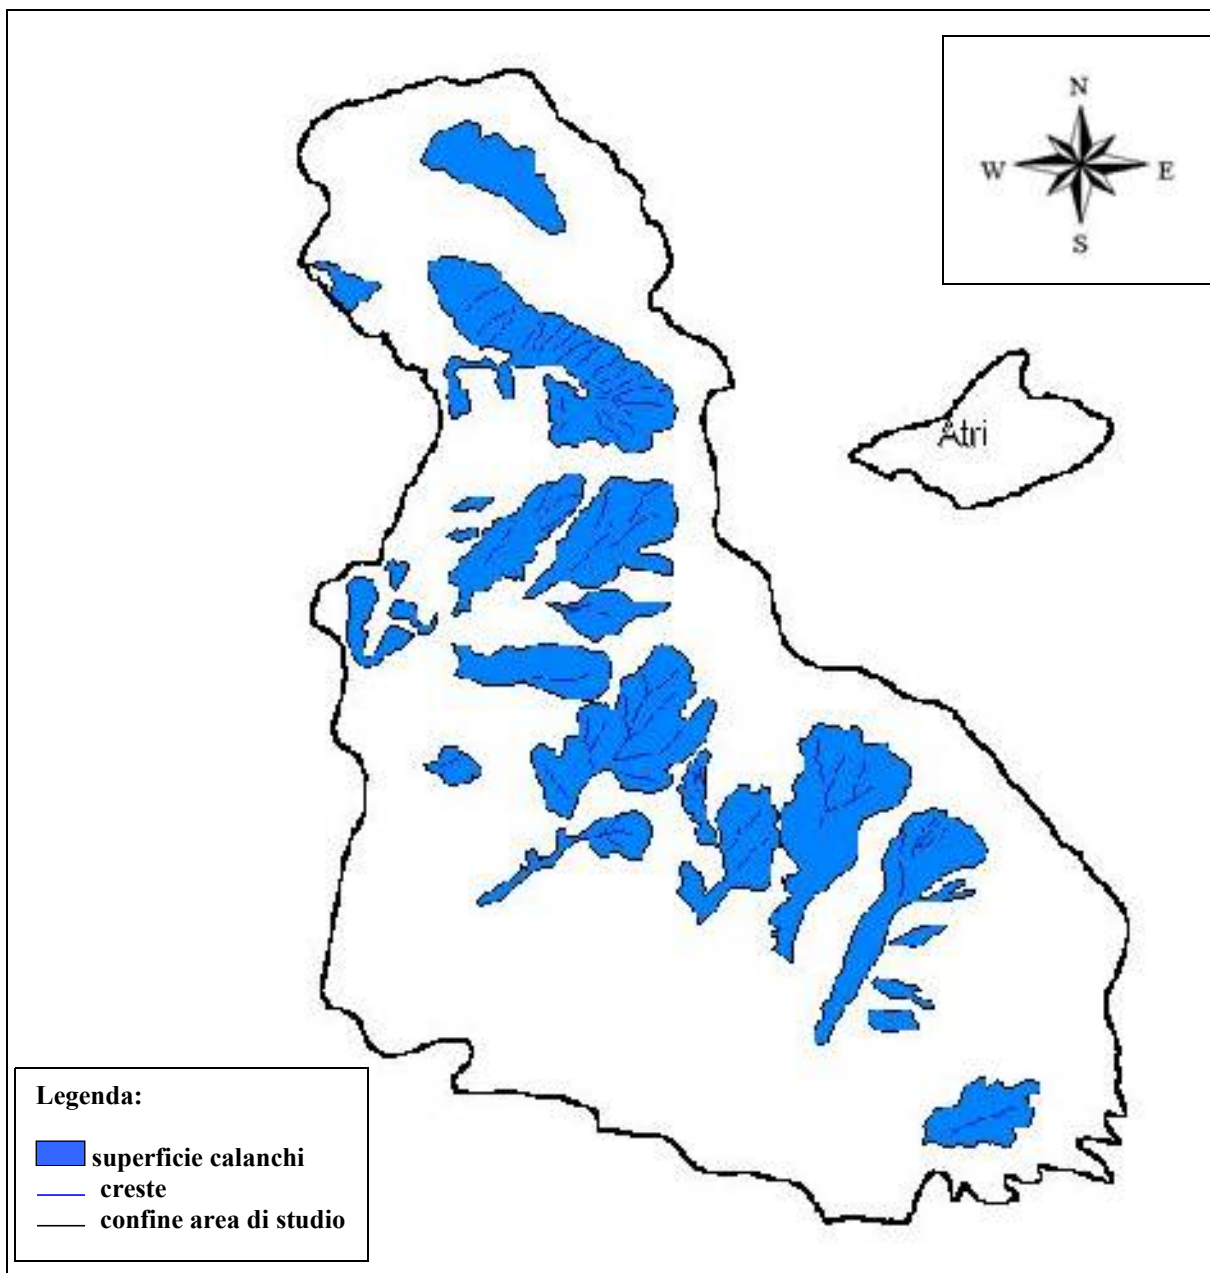 N
W E
S
Atri
Legenda:
superficie calanchi
creste
confine area di studio